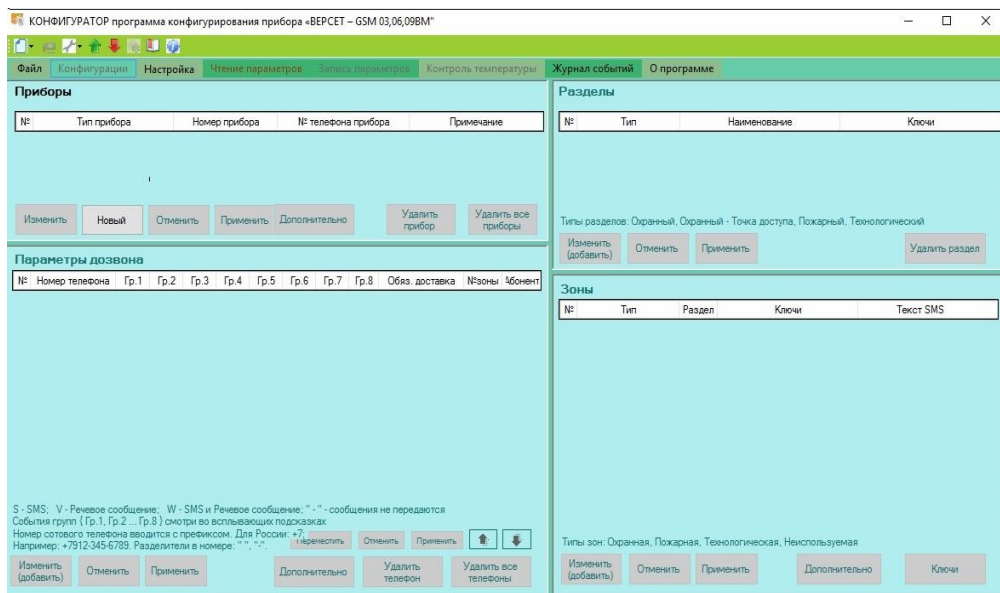 КОНФИГУРАТОР программа конфигурирования прибора «ВЕРСЕТ – GSM 03,06,09ВМ"
Файл Конфигурации Настройка Чтение параметров Запись параметров Контроль температуры Журнал событий О программе
Приборы
№ Тип прибора Номер прибора № телефона прибора Примечание
Изменить Новый Отменить Применить Дополнительно Удалить прибор Удалить все приборы
Параметры дозвона
№ Номер телефона Гр.1 Гр.2 Гр.3 Гр.4 Гр.5 Гр.6 Гр.7 Гр.8 Обяз. доставка №зоны Абонент
S - SMS; V - Речевое сообщение; W - SMS и Речевое сообщение; " - " - сообщения не передаются
События групп { Гр.1, Гр.2 ... Гр.8 } смотри во всплывающих подсказках
Номер сотового телефона вводится с префиксом. Для России: +7;
Например: +7912-345-6789. Разделители в номере: " ", "-".
Переместить Отменить Применить
Изменить (добавить) Отменить Применить Дополнительно Удалить телефон Удалить все телефоны
Разделы
№ Тип Наименование Ключи
Типы разделов: Охранный, Охранный - Точка доступа, Пожарный, Технологический
Изменить (добавить) Отменить Применить Удалить раздел
Зоны
№ Тип Раздел Ключи Текст SMS
Типы зон: Охранная, Пожарная, Технологическая, Неиспользуемая
Изменить (добавить) Отменить Применить Дополнительно Ключи